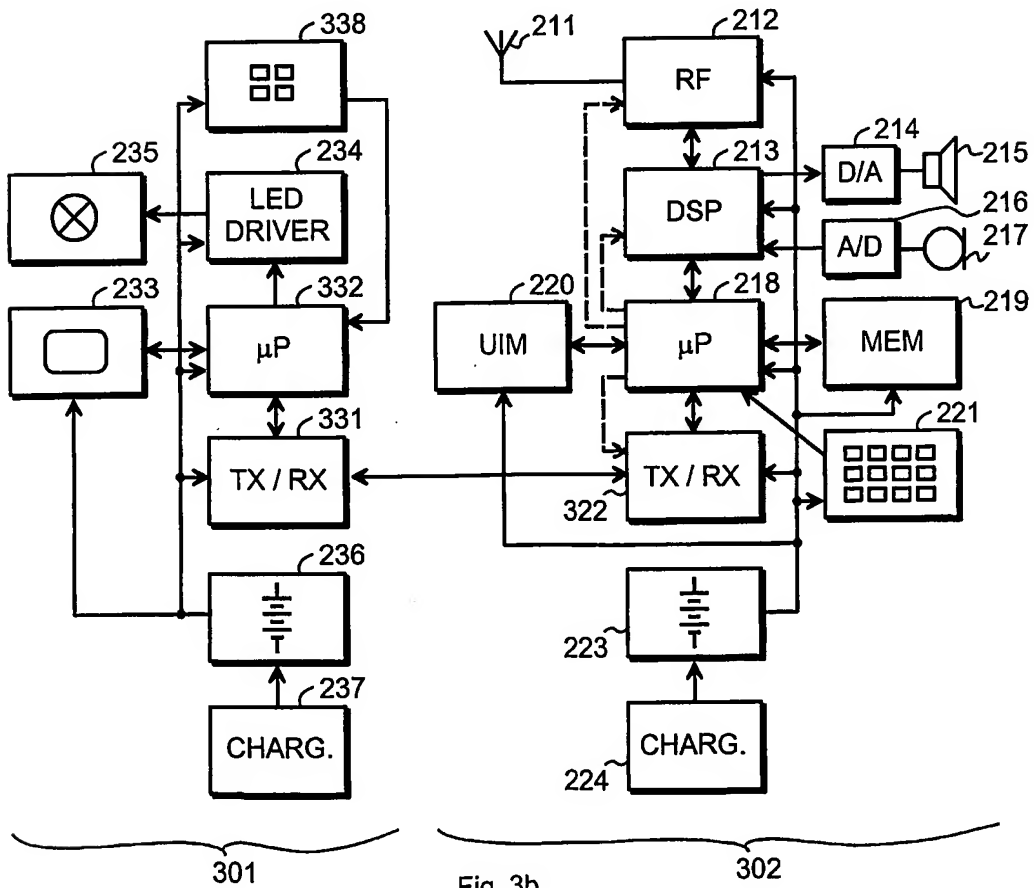 338
211
212
RF
235
234
LED
DRIVER
213
DSP
214
D/A
215
216
A/D
217
233
332
μP
220
UIM
218
μP
219
MEM
331
TX / RX
322
TX / RX
221
236
223
237
CHARG.
224
CHARG.
301
302
Fig. 3b